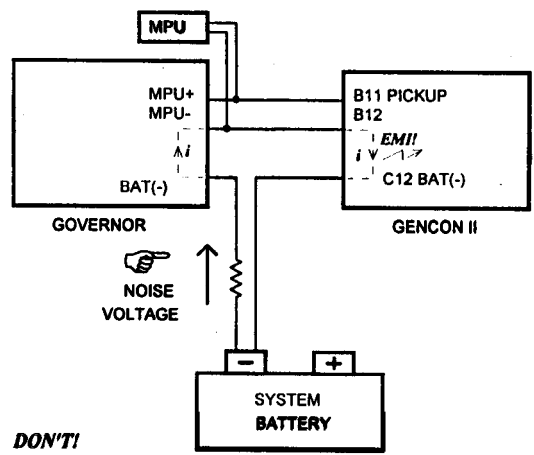 MPU
MPU+
MPU-
i
BAT(-)
GOVERNOR
B11 PICKUP
B12
EMI!
i
C12 BAT(-)
GENCON II
NOISE
VOLTAGE
- +
SYSTEM
BATTERY
DON'T!